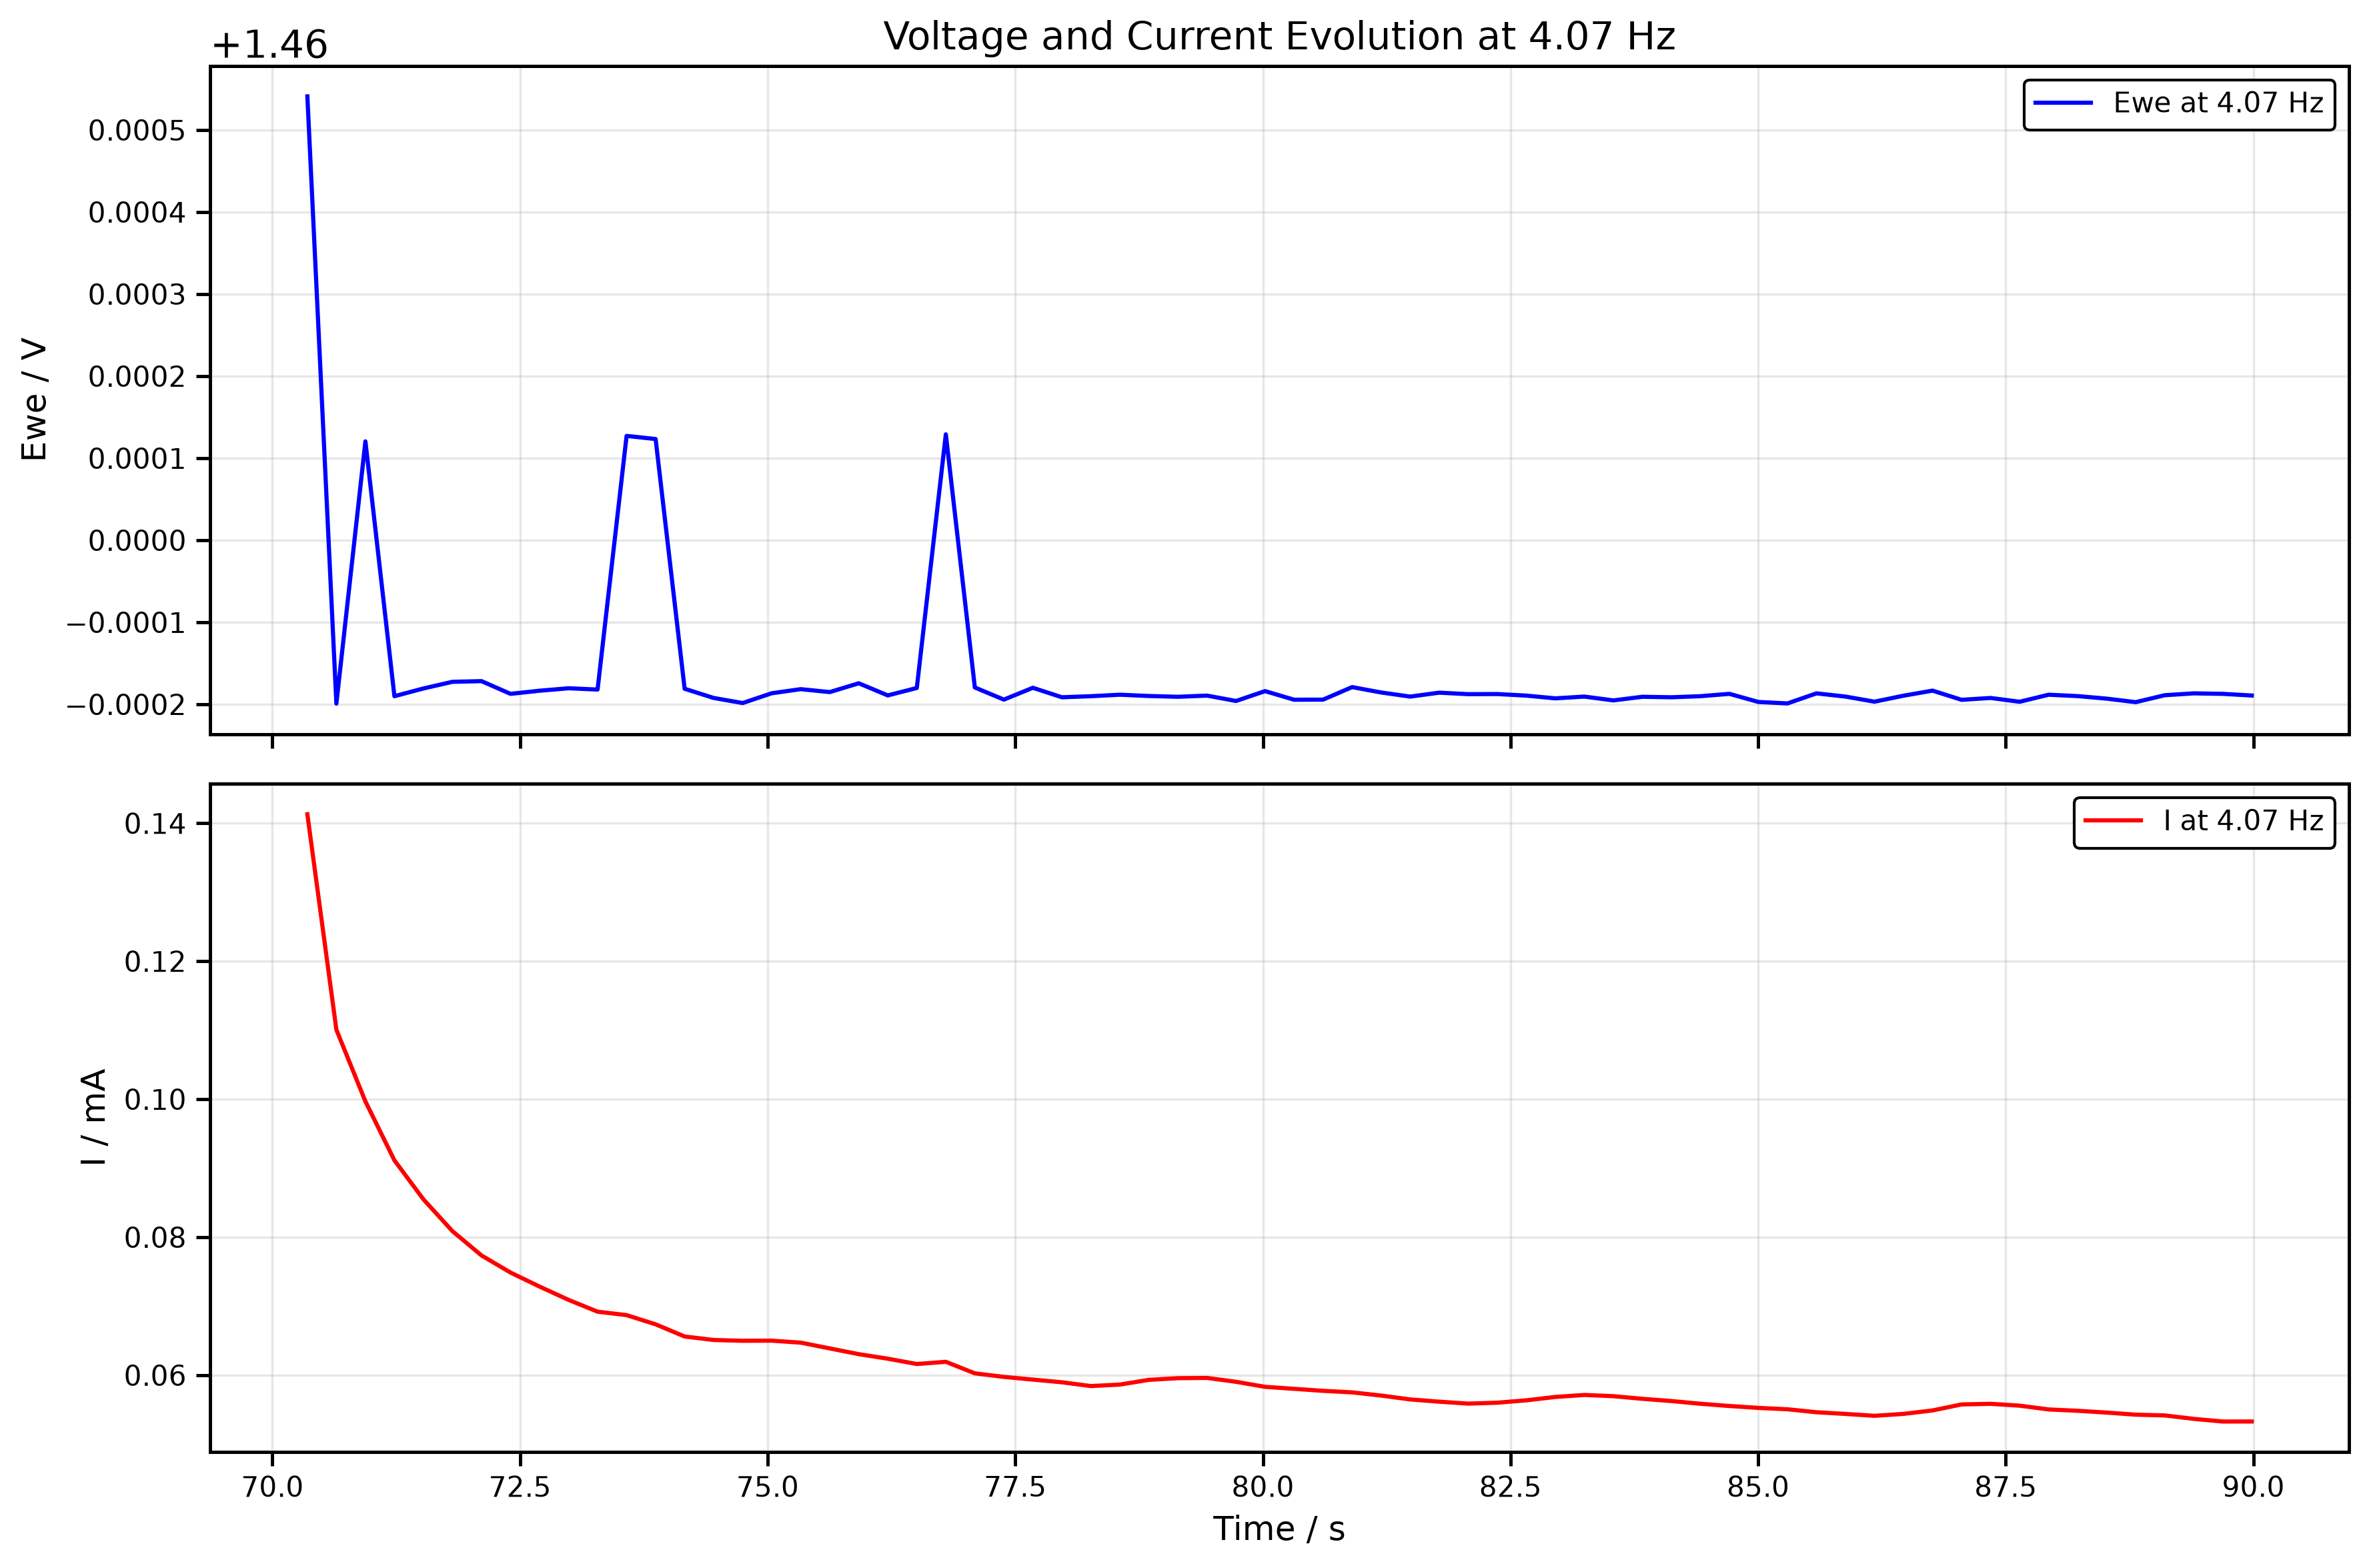 Voltage and Current Evolution at 4.07 Hz
+1.46
Ewe at 4.07 Hz
0.0005
0.0004
0.0003
0.0002
0.0001
0.0000
−0.0001
−0.0002
Ewe / V
I at 4.07 Hz
0.14
0.12
0.10
0.08
0.06
I / mA
70.0 72.5 75.0 77.5 80.0 82.5 85.0 87.5 90.0
Time / s